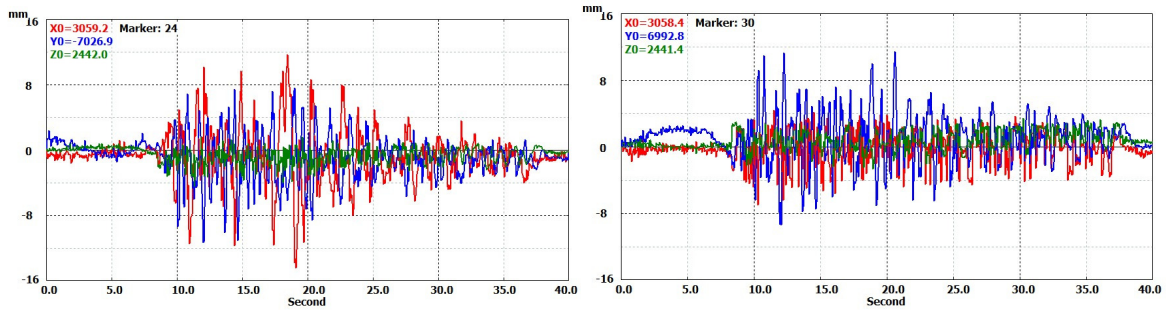 mm
16
X0=3059.2 Marker: 24
Y0=-7026.9
Z0=2442.0
8
0
-8
-16
0.0 5.0 10.0 15.0 20.0 25.0 30.0 35.0 40.0
Second
mm
16
X0=3058.4 Marker: 30
Y0=6992.8
Z0=2441.4
8
0
-8
-16
0.0 5.0 10.0 15.0 20.0 25.0 30.0 35.0 40.0
Second